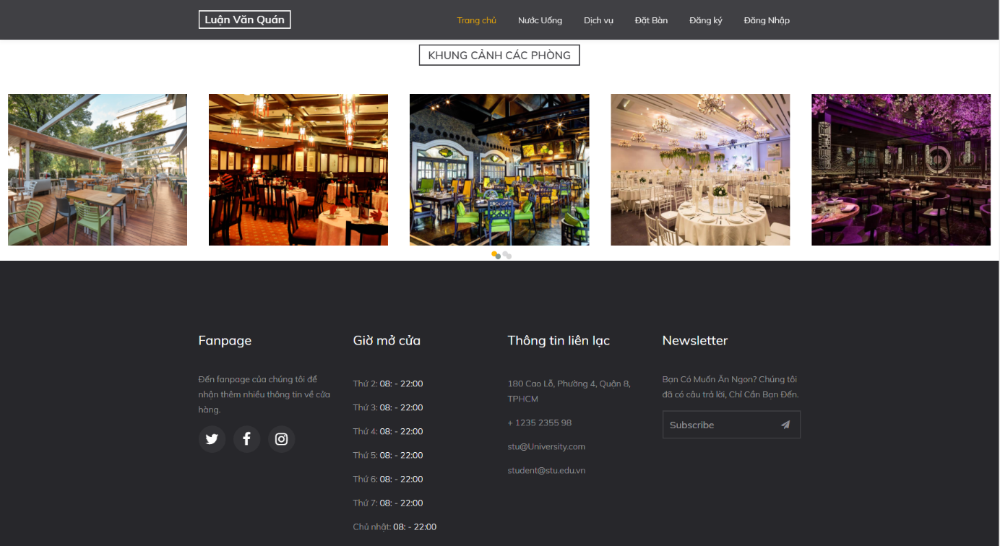 Luận Văn Quán
Trang chủ Nước Uống Dịch vụ Đặt Bàn Đăng ký Đăng Nhập
KHUNG CẢNH CÁC PHÒNG
Fanpage
Đến fanpage của chúng tôi để
nhận thêm nhiều thông tin về cửa
hàng.
Giờ mở cửa
Thứ 2: 08: - 22:00
Thứ 3: 08: - 22:00
Thứ 4: 08: - 22:00
Thứ 5: 08: - 22:00
Thứ 6: 08: - 22:00
Thứ 7: 08: - 22:00
Chủ nhật: 08: - 22:00
Thông tin liên lạc
180 Cao Lỗ, Phường 4, Quận 8,
TPHCM
+ 1235 2355 98
stu@University.com
student@stu.edu.vn
Newsletter
Bạn Có Muốn Ăn Ngon? Chúng tôi
đã có câu trả lời, Chỉ Cần Bạn Đến.
Subscribe